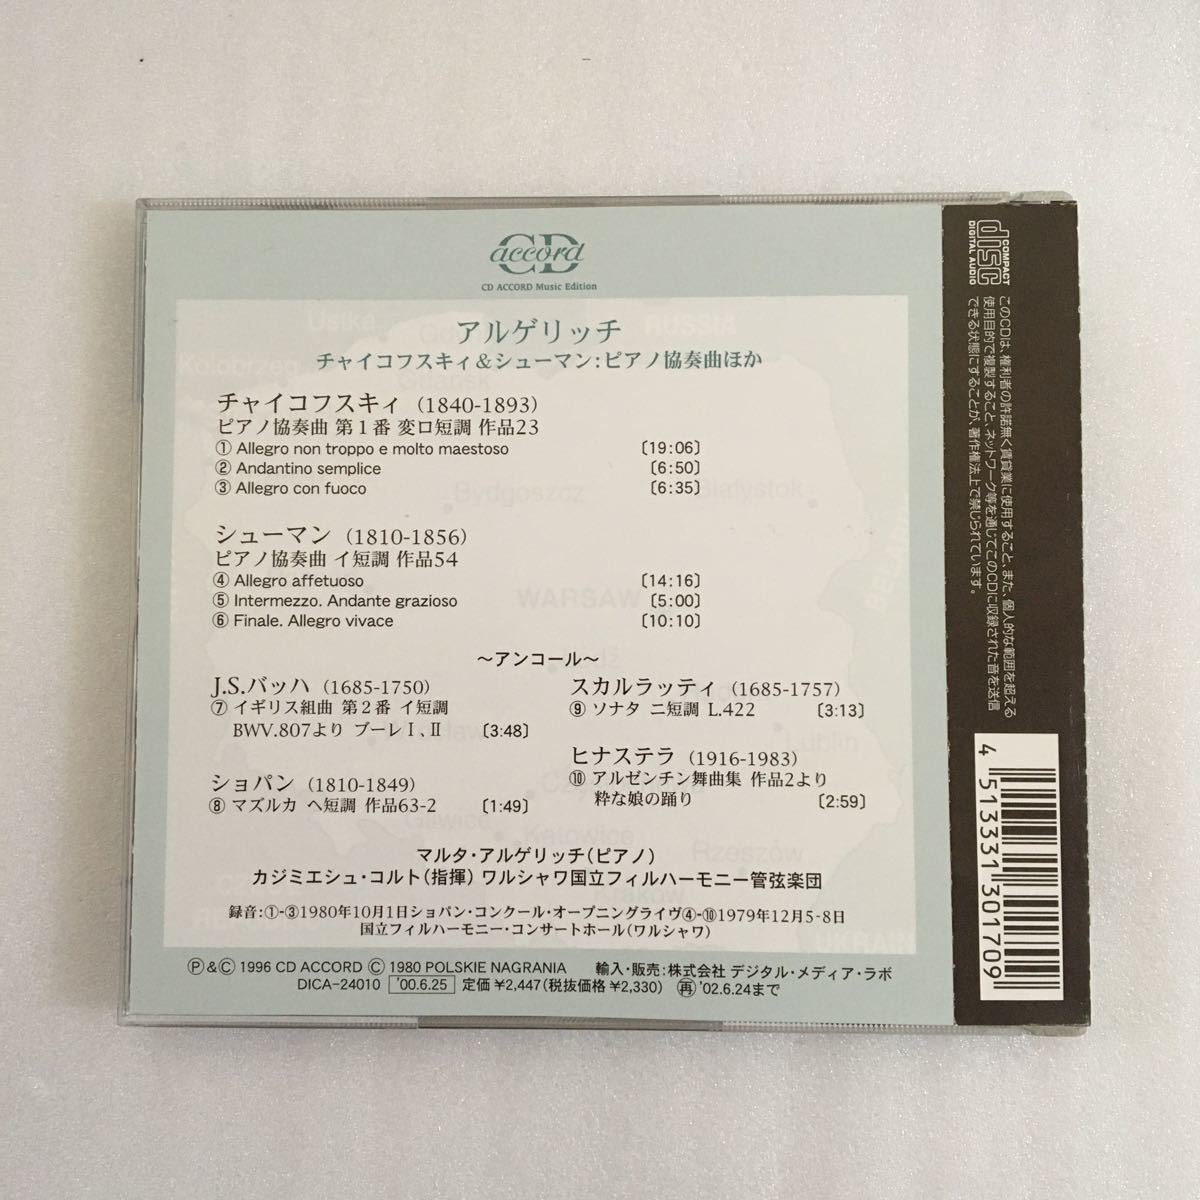 CD accord
CD ACCORD Music Edition
アルゲリッチ
チャイコフスキィ&シューマン:ピアノ協奏曲ほか
チャイコフスキィ (1840-1893)
ピアノ協奏曲 第1番 変ロ短調 作品23
① Allegro non troppo e molto maestoso 〔19:06〕
② Andantino semplice 〔6:50〕
③ Allegro con fuoco 〔6:35〕
シューマン (1810-1856)
ピアノ協奏曲 イ短調 作品54
④ Allegro affetuoso 〔14:16〕
⑤ Intermezzo. Andante grazioso 〔5:00〕
⑥ Finale. Allegro vivace 〔10:10〕
〜アンコール〜
J.S.バッハ (1685-1750)
⑦ イギリス組曲 第2番 イ短調
BWV.807より ブーレⅠ、Ⅱ 〔3:48〕
ショパン (1810-1849)
⑧ マズルカ ヘ短調 作品63-2 〔1:49〕
スカルラッティ (1685-1757)
⑨ ソナタ ニ短調 L.422 〔3:13〕
ヒナステラ (1916-1983)
⑩ アルゼンチン舞曲集 作品2より
粋な娘の踊り 〔2:59〕
マルタ・アルゲリッチ(ピアノ)
カジミエシュ・コルト(指揮) ワルシャワ国立フィルハーモニー管弦楽団
録音:①-③1980年10月1日ショパン・コンクール・オープニングライヴ④-⑩1979年12月5-8日
国立フィルハーモニー・コンサートホール(ワルシャワ)
Ⓟ&Ⓒ 1996 CD ACCORD Ⓒ 1980 POLSKIE NAGRANIA 輸入・販売:株式会社 デジタル・メディア・ラボ
DICA-24010 '00.6.25 定価¥2,447(税抜価格¥2,330) 再 '02.6.24まで
COMPACT
disc
DIGITAL AUDIO
このCDは、権利者の許諾無く賃貸業に使用すること、また、個人的な範囲を超える
使用目的で複製すること、ネットワーク等を通じてこのCDに収録された音を送信
できる状態にすることが、著作権法上で禁じられています。
4 513331 301709
RUSSIA
Gdańsk
Bydgoszcz
Białystok
WARSAW
Wrocław
Lublin
Gliwice
Katowice
Rzeszów